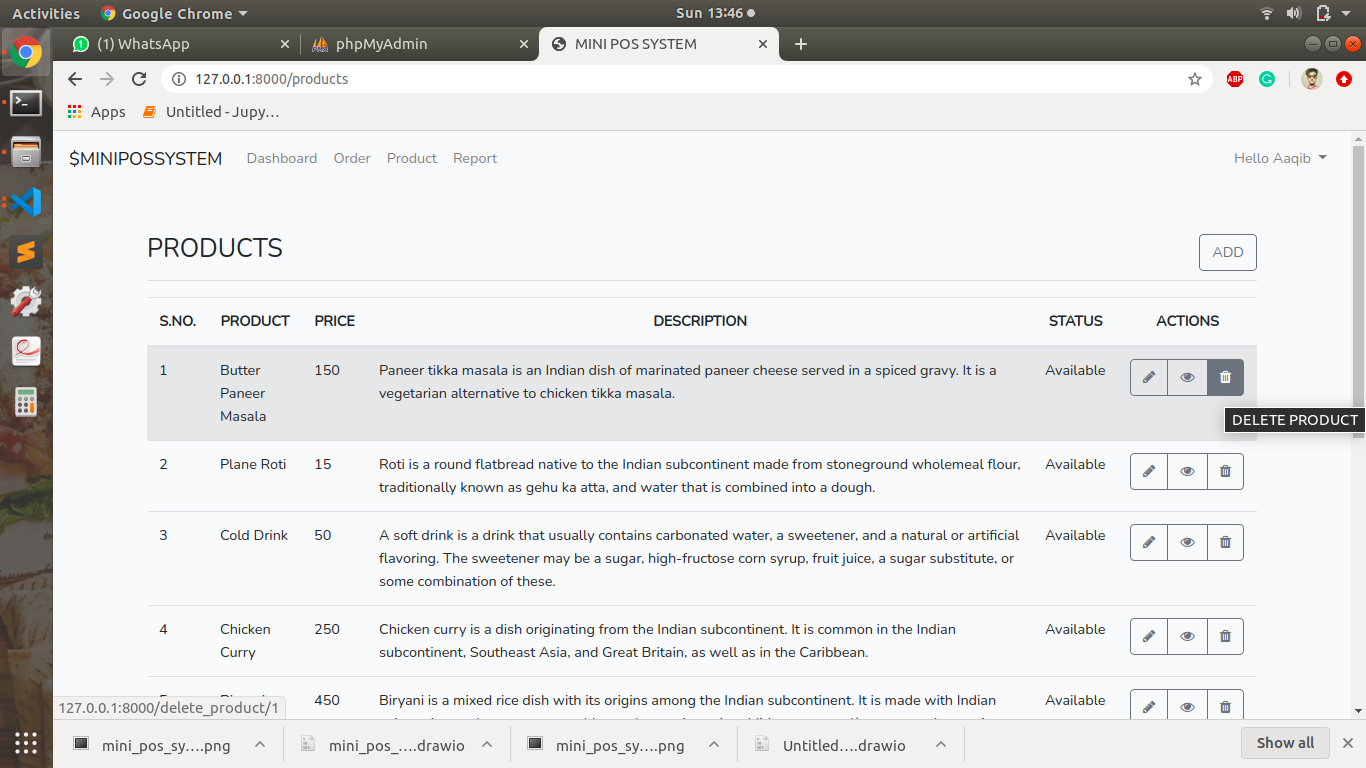 Activities Google Chrome Sun 13:46
(1) WhatsApp phpMyAdmin MINI POS SYSTEM
127.0.0.1:8000/products ABP
Apps Untitled - Jupy…
$MINIPOSSYSTEM Dashboard Order Product Report Hello Aaqib
PRODUCTS ADD
S.NO. PRODUCT PRICE DESCRIPTION STATUS ACTIONS
1 Butter 150 Paneer tikka masala is an Indian dish of marinated paneer cheese served in a spiced gravy. It is a Available
Paneer vegetarian alternative to chicken tikka masala.
Masala
DELETE PRODUCT
2 Plane Roti 15 Roti is a round flatbread native to the Indian subcontinent made from stoneground wholemeal flour, Available
traditionally known as gehu ka atta, and water that is combined into a dough.
3 Cold Drink 50 A soft drink is a drink that usually contains carbonated water, a sweetener, and a natural or artificial Available
flavoring. The sweetener may be a sugar, high-fructose corn syrup, fruit juice, a sugar substitute, or
some combination of these.
4 Chicken 250 Chicken curry is a dish originating from the Indian subcontinent. It is common in the Indian Available
Curry subcontinent, Southeast Asia, and Great Britain, as well as in the Caribbean.
450 Biryani is a mixed rice dish with its origins among the Indian subcontinent. It is made with Indian Available
127.0.0.1:8000/delete_product/1
mini_pos_sy....png mini_pos_....drawio mini_pos_sy....png Untitled....drawio Show all